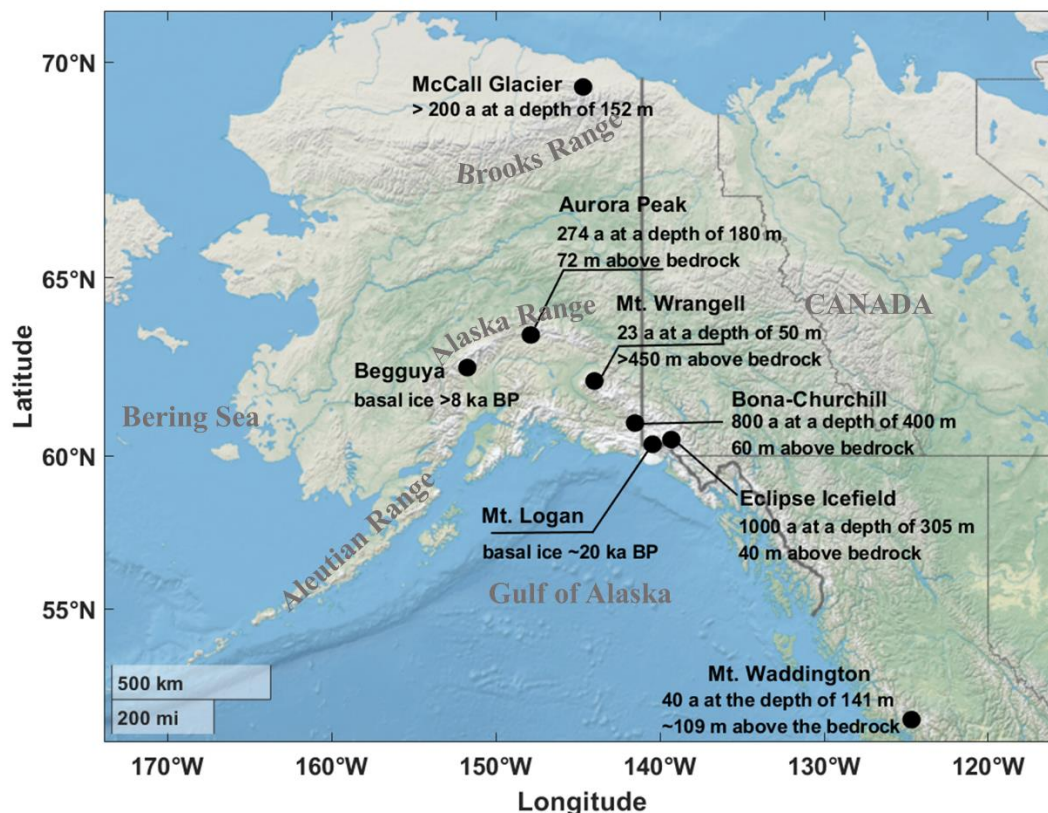 70°N
65°N
60°N
55°N
Latitude
McCall Glacier
> 200 a at a depth of 152 m
Brooks Range
Aurora Peak
274 a at a depth of 180 m
72 m above bedrock
Alaska Range
Mt. Wrangell
23 a at a depth of 50 m
>450 m above bedrock
CANADA
Begguya
basal ice >8 ka BP
Bering Sea
Bona-Churchill
800 a at a depth of 400 m
60 m above bedrock
Eclipse Icefield
1000 a at a depth of 305 m
40 m above bedrock
Mt. Logan
basal ice ~20 ka BP
Aleutian Range
Gulf of Alaska
Mt. Waddington
40 a at the depth of 141 m
~109 m above the bedrock
500 km
200 mi
170°W
160°W
150°W
140°W
130°W
120°W
Longitude